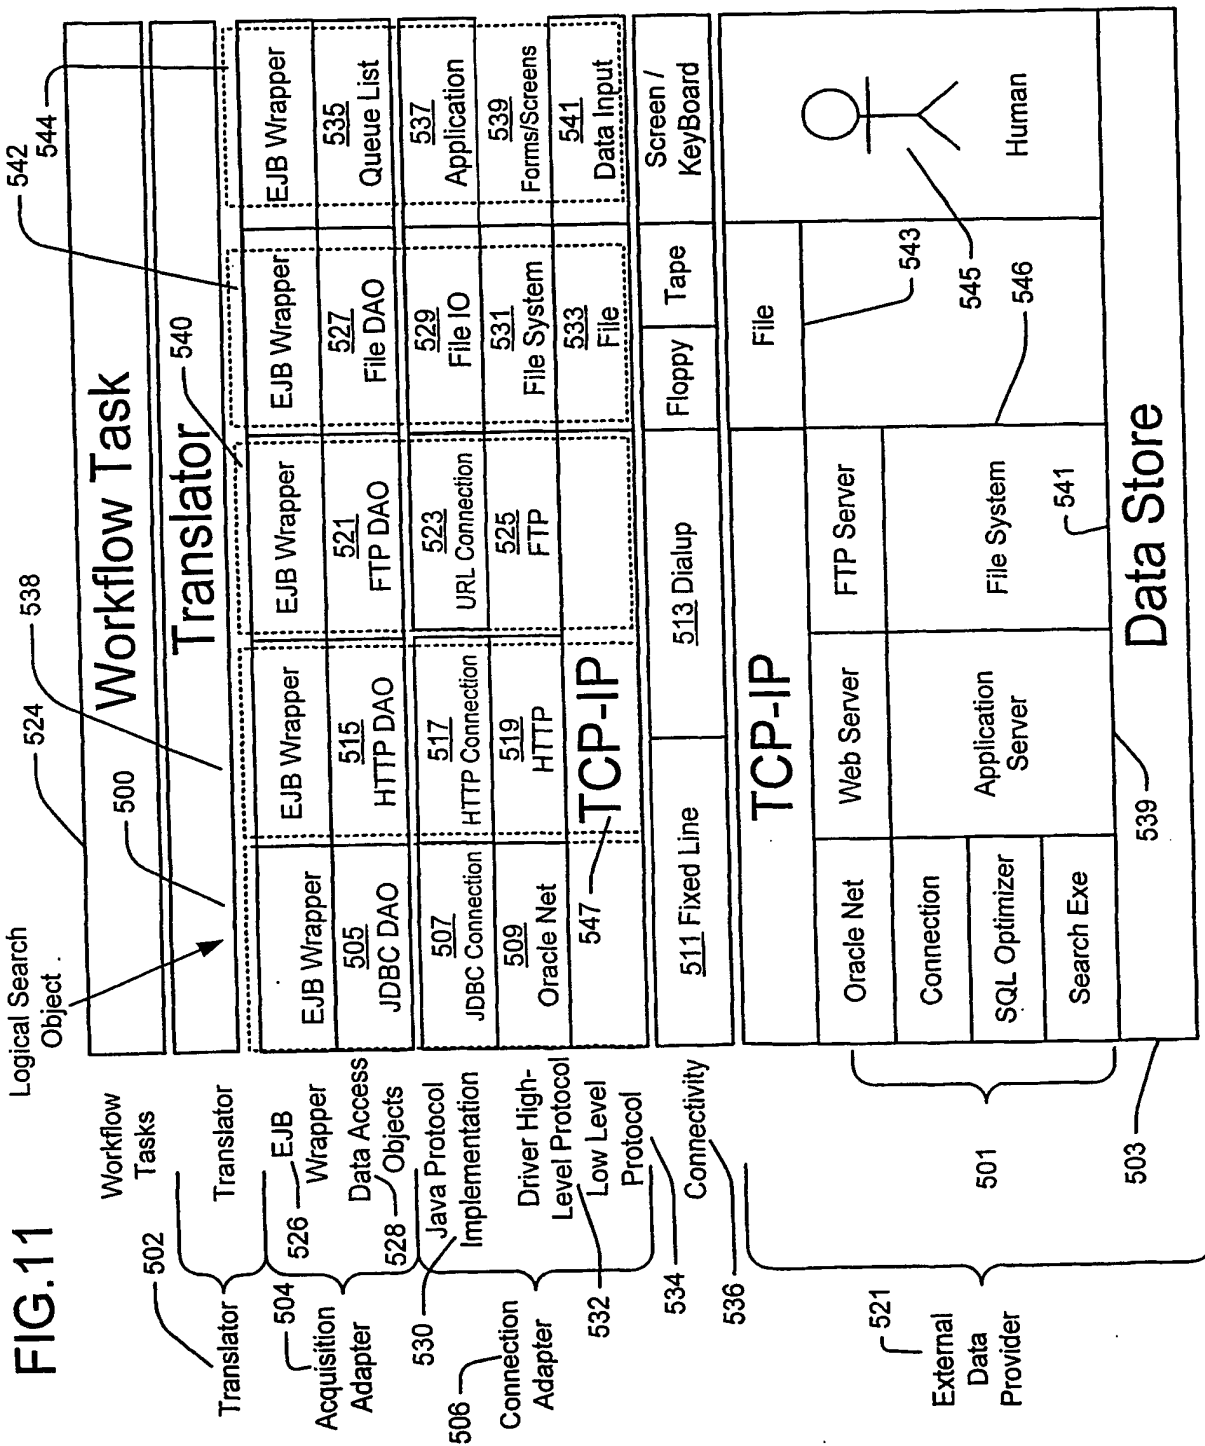 FIG.11
Logical Search
Object
500
524
538
540
542
544
Workflow
Tasks
Workflow Task
502
Translator
Translator
Translator
504
Acquisition
Adapter
526
EJB
Wrapper
EJB Wrapper
EJB Wrapper
EJB Wrapper
EJB Wrapper
EJB Wrapper
528
Data Access
Objects
505
JDBC DAO
515
HTTP DAO
521
FTP DAO
527
File DAO
535
Queue List
506
Connection
Adapter
530
Java Protocol
Implementation
507
JDBC Connection
517
HTTP Connection
523
URL Connection
529
File IO
537
Application
532
Driver High-
Level Protocol
509
Oracle Net
519
HTTP
525
FTP
531
File System
539
Forms/Screens
534
Low Level
Protocol
547
TCP-IP
533
File
541
Data Input
536
Connectivity
511 Fixed Line
513 Dialup
Floppy
Tape
Screen /
KeyBoard
521
External
Data
Provider
TCP-IP
File
Human
543
545
546
501
Oracle Net
Web Server
FTP Server
Connection
SQL Optimizer
Search Exe
Application
Server
File System
541
539
503
Data Store